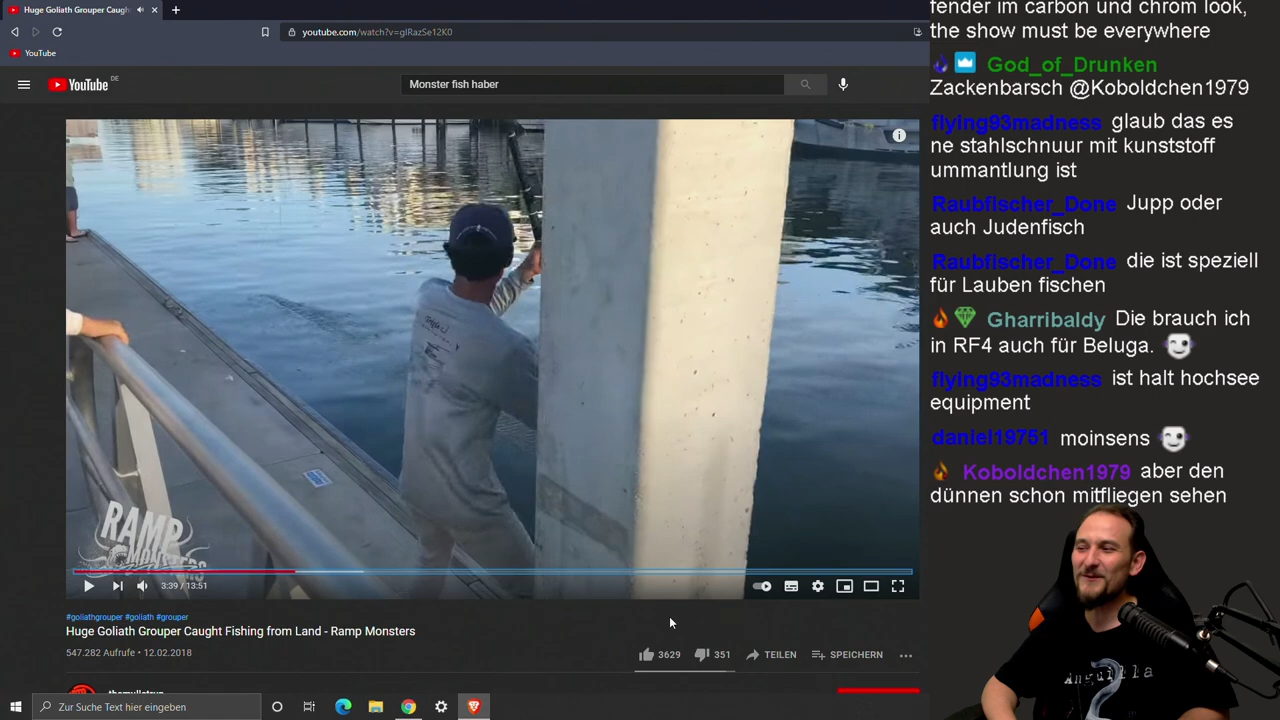 Huge Goliath Grouper Caugh
youtube.com/watch?v=glRazSe12K0
YouTube
YouTube DE
Monster fish haber
RAMP
MONSTERS
3:39 / 13:51
#goliathgrouper #goliath #grouper
Huge Goliath Grouper Caught Fishing from Land - Ramp Monsters
547.282 Aufrufe • 12.02.2018
3629
351
TEILEN
SPEICHERN
Zur Suche Text hier eingeben
fender im carbon und chrom look,
the show must be everywhere
God_of_Drunken
Zackenbarsch @Koboldchen1979
flying93madness glaub das es
ne stahlschnuur mit kunststoff
ummantlung ist
Raubfischer_Done Jupp oder
auch Judenfisch
Raubfischer_Done die ist speziell
für Lauben fischen
Gharribaldy Die brauch ich
in RF4 auch für Beluga.
flying93madness ist halt hochsee
equipment
daniel19751 moinsens
Koboldchen1979 aber den
dünnen schon mitfliegen sehen
Anguilla